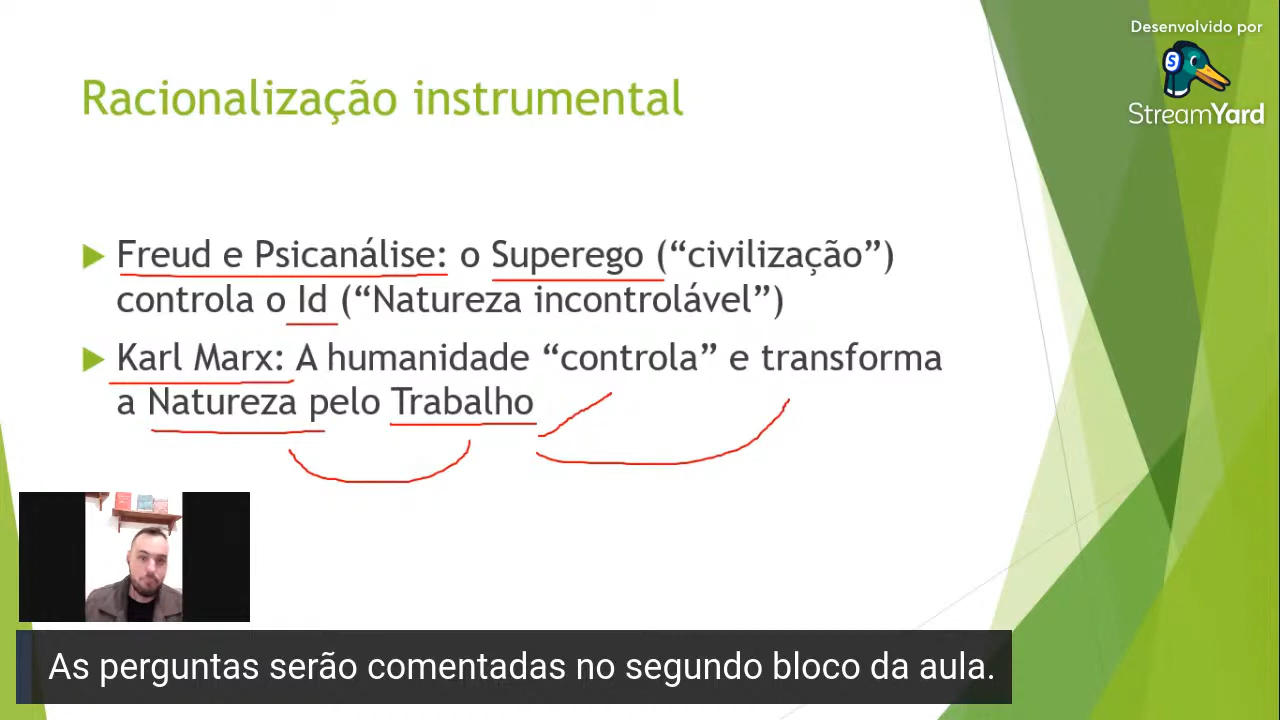 Desenvolvido por
StreamYard
Racionalização instrumental
Freud e Psicanálise: o Superego (“civilização”)
controla o Id (“Natureza incontrolável”)
Karl Marx: A humanidade “controla” e transforma
a Natureza pelo Trabalho
As perguntas serão comentadas no segundo bloco da aula.